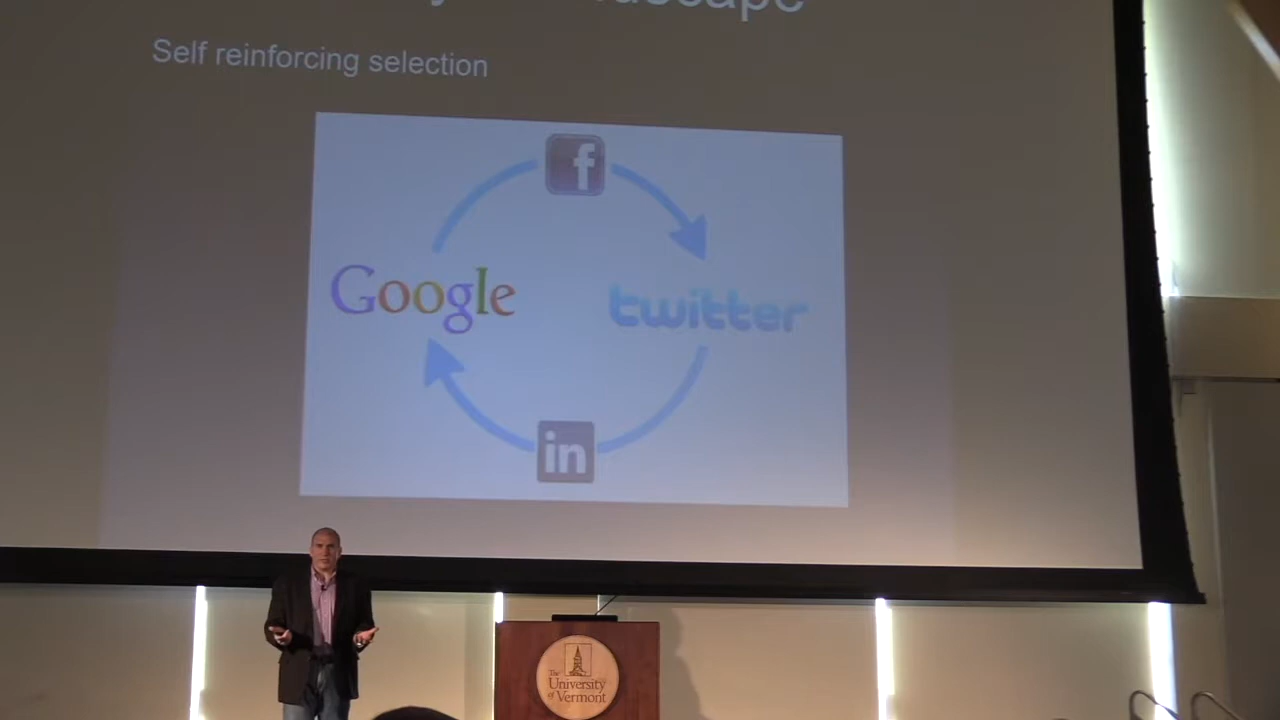 Self reinforcing selection
f
Google
twitter
in
The
University
of Vermont